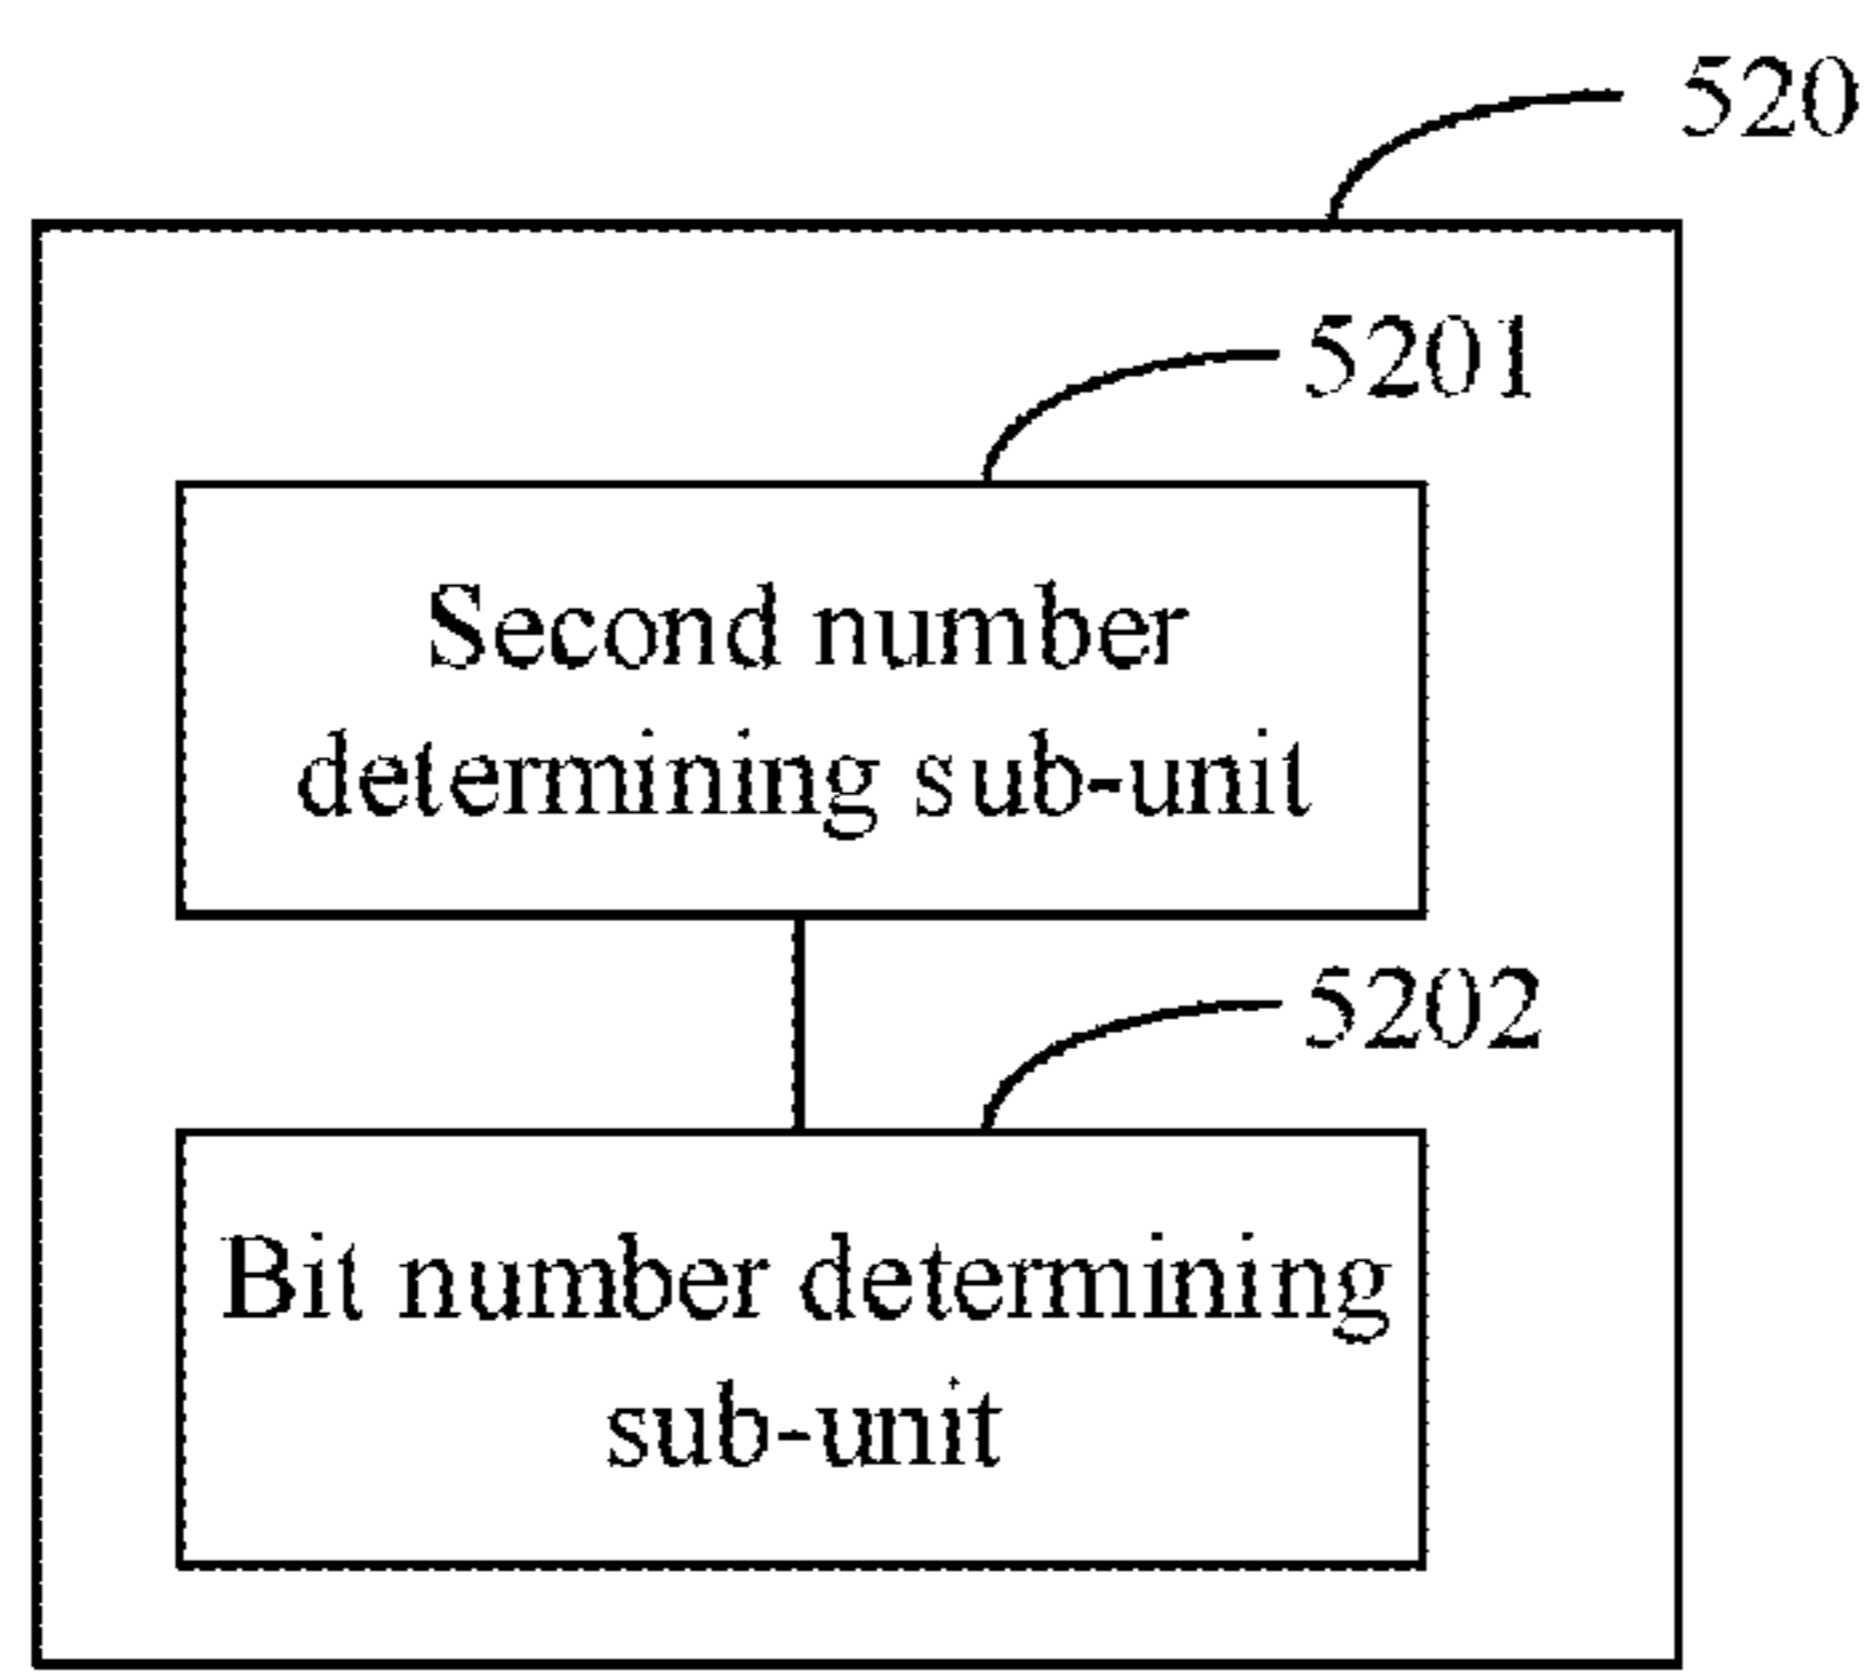 520
5201
Second number
determining sub-unit
5202
Bit number determining
sub-unit